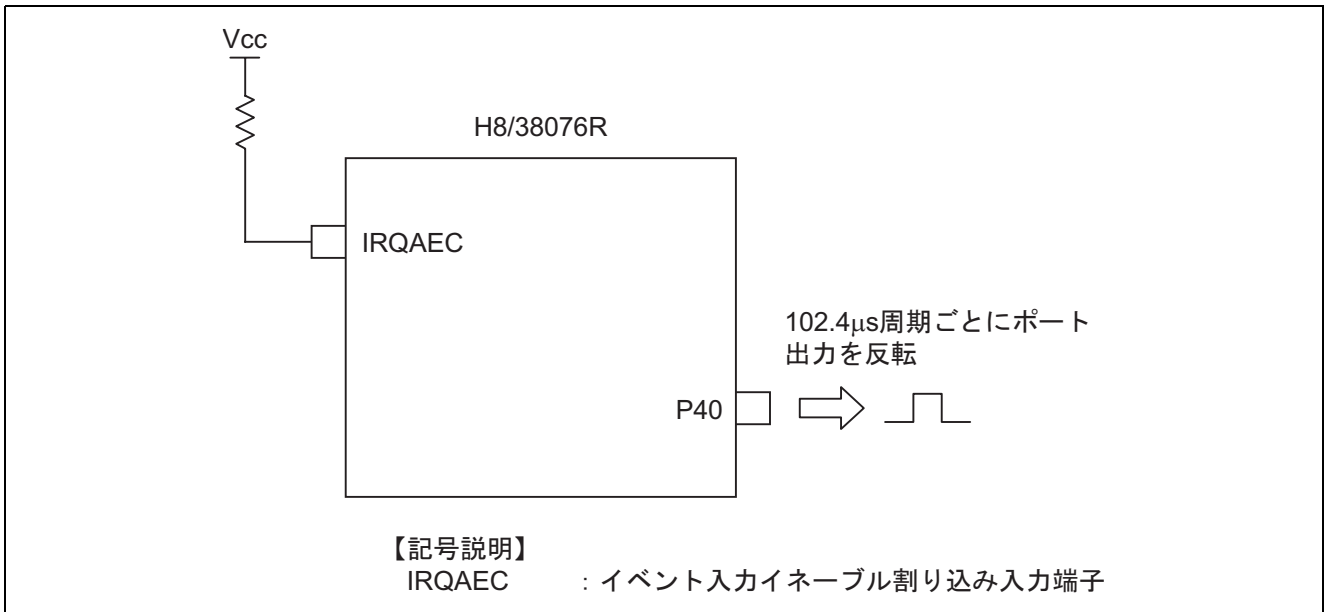 Vcc
H8/38076R
IRQAEC
102.4μs周期ごとにポート
出力を反転
P40
【記号説明】
IRQAEC : イベント入力イネーブル割り込み入力端子